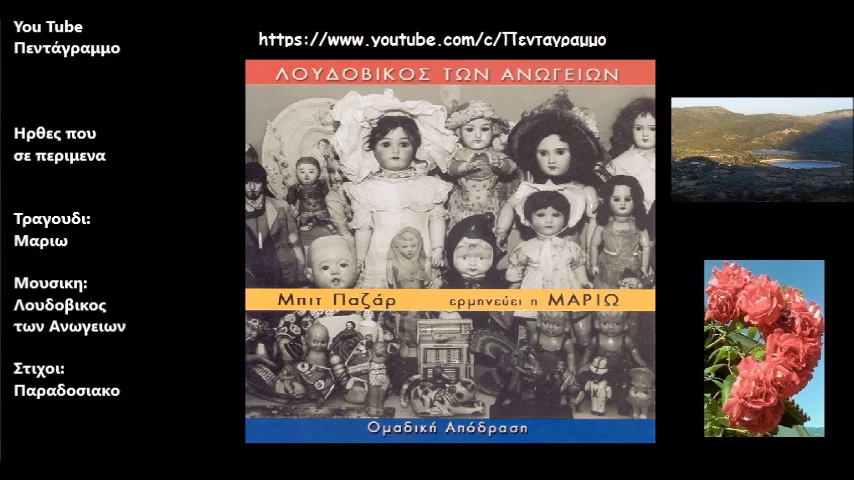 You Tube
Πεντάγραμμο
https://www.youtube.com/c/Πενταγραμμο
ΛΟΥΔΟΒΙΚΟΣ ΤΩΝ ΑΝΩΓΕΙΩΝ
Ηρθες που
σε περιμενα
Τραγουδι:
Μαριω
Μουσικη:
Λουδοβικος
των Ανωγειων
Στιχοι:
Παραδοσιακο
Μπιτ Παζάρ ερμηνεύει η ΜΑΡΙΩ
Ομαδική Απόδραση